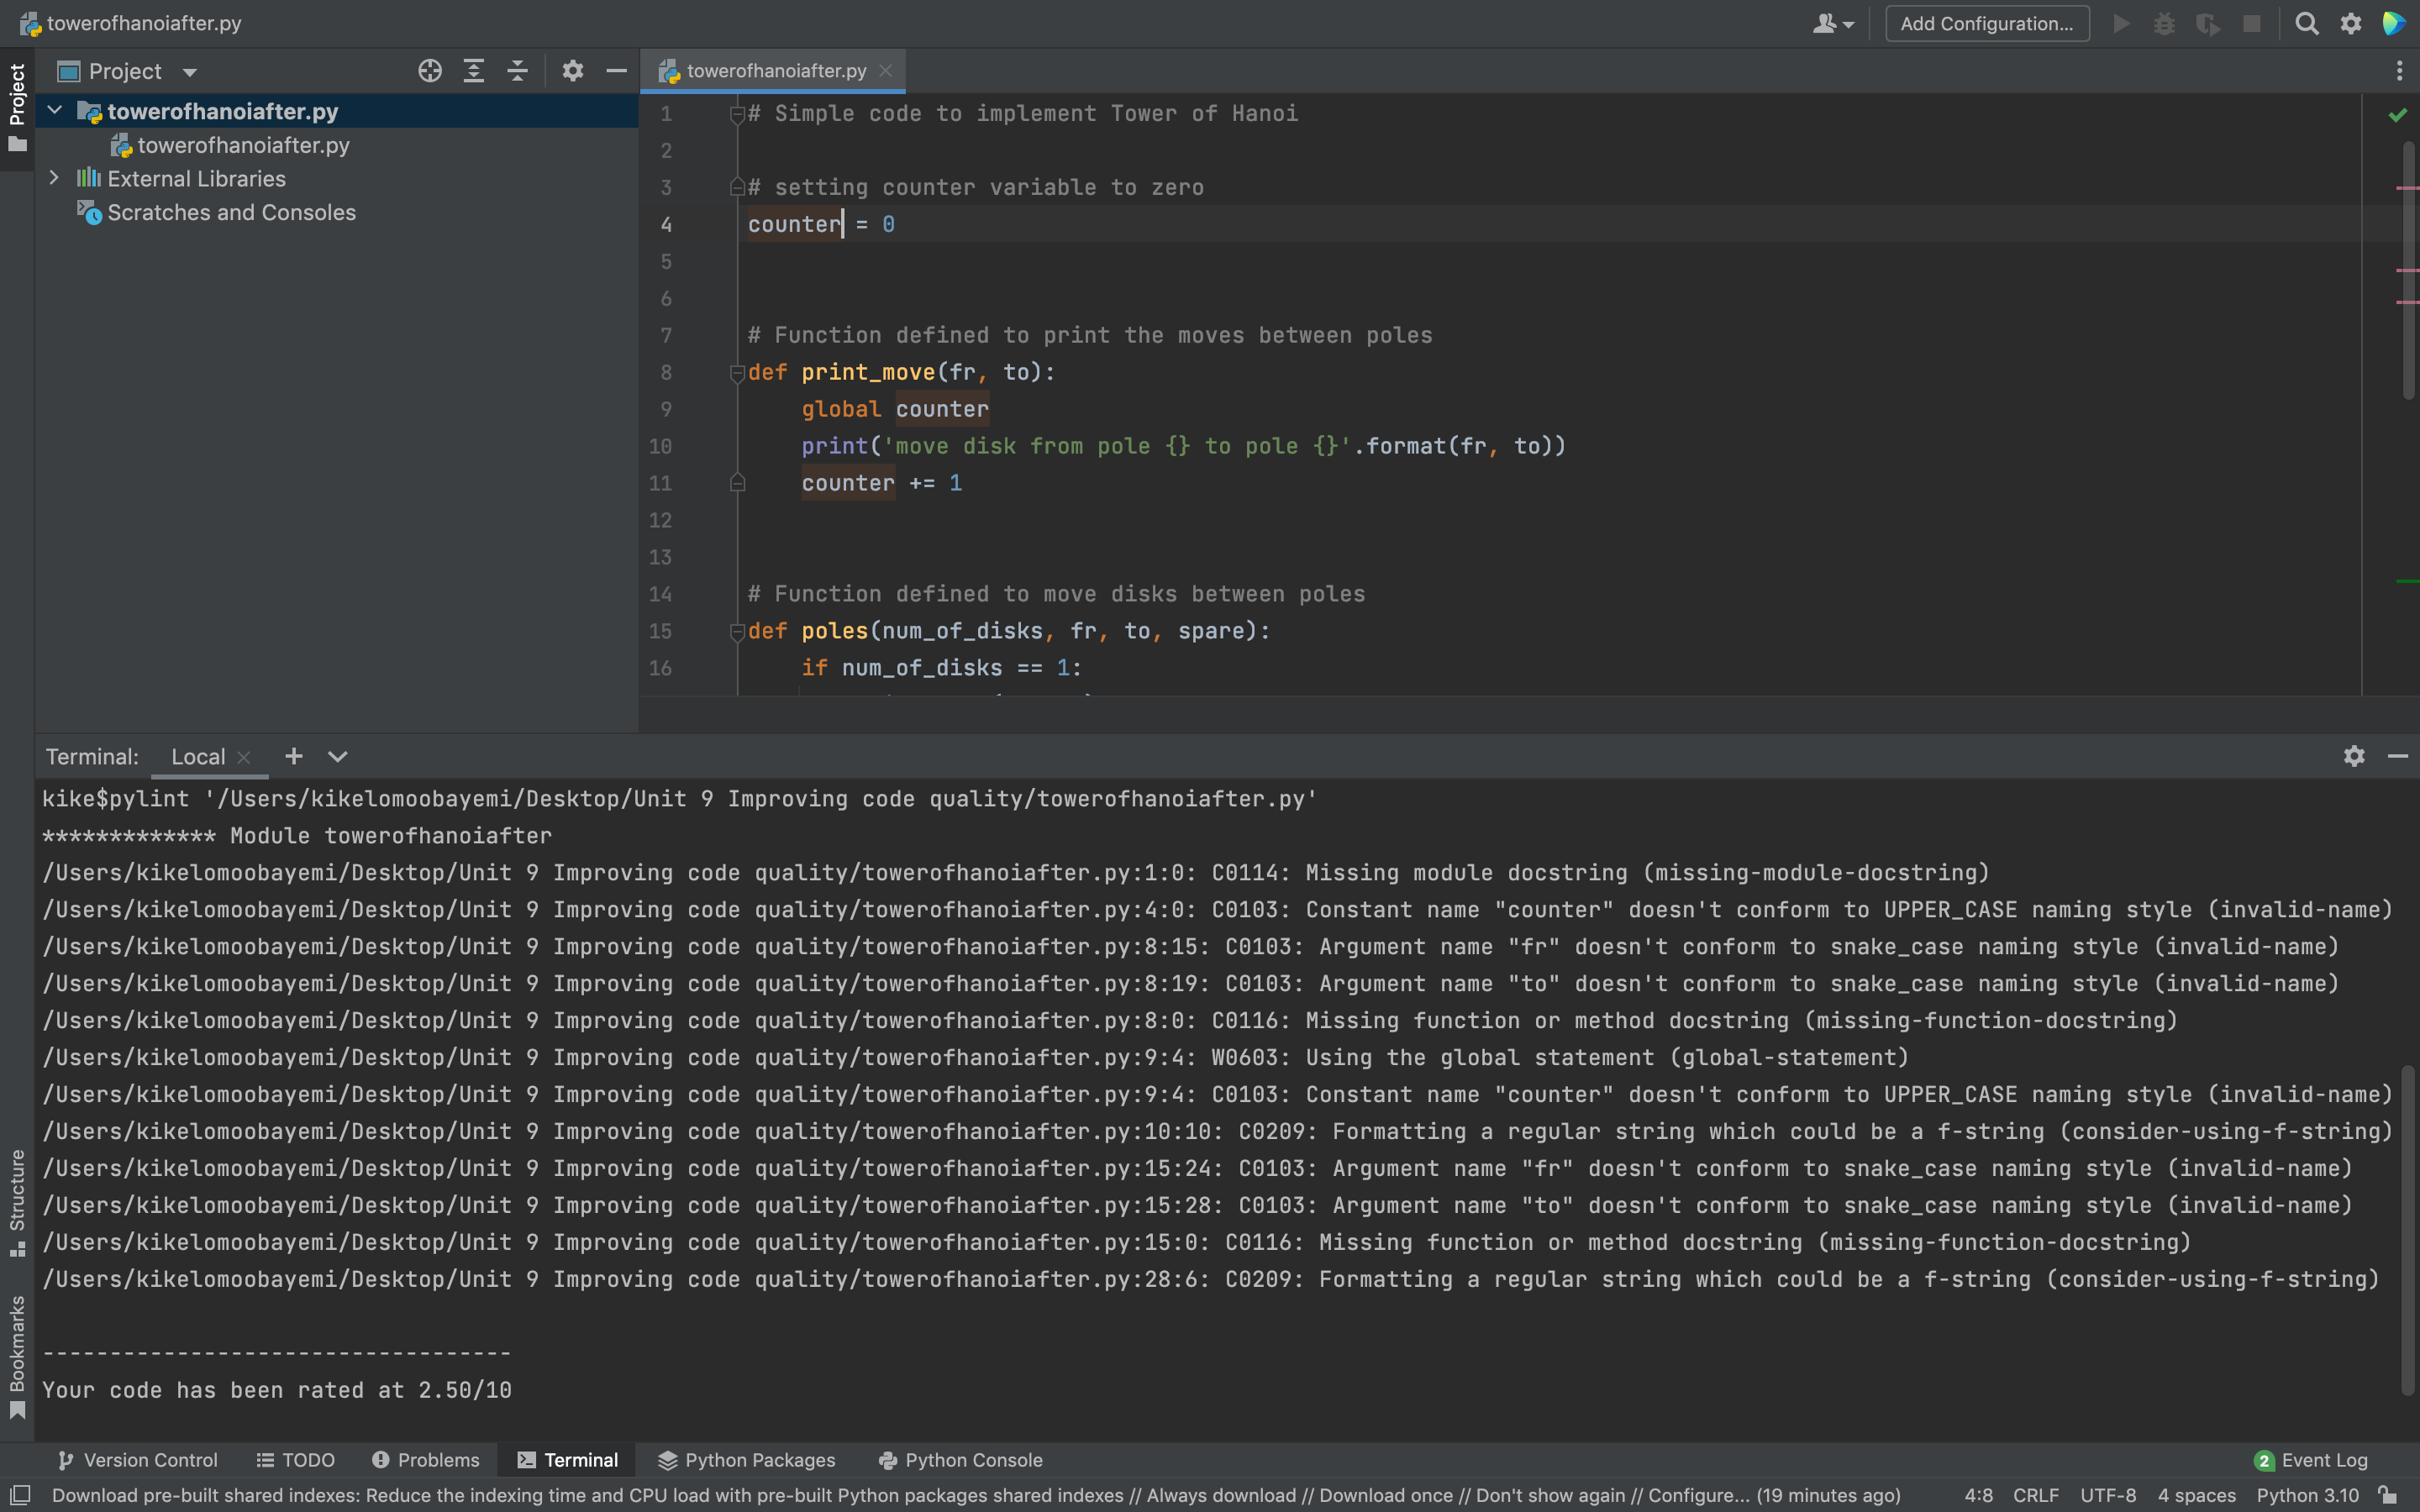 towerofhanoiafter.py
Add Configuration...
Project
Project
towerofhanoiafter.py
towerofhanoiafter.py
towerofhanoiafter.py
External Libraries
Scratches and Consoles
1 # Simple code to implement Tower of Hanoi
2
3 # setting counter variable to zero
4 counter = 0
5
6
7 # Function defined to print the moves between poles
8 def print_move(fr, to):
9 global counter
10 print('move disk from pole {} to pole {}'.format(fr, to))
11 counter += 1
12
13
14 # Function defined to move disks between poles
15 def poles(num_of_disks, fr, to, spare):
16 if num_of_disks == 1:
Terminal: Local
kike$pylint '/Users/kikelomoobayemi/Desktop/Unit 9 Improving code quality/towerofhanoiafter.py'
************* Module towerofhanoiafter
/Users/kikelomoobayemi/Desktop/Unit 9 Improving code quality/towerofhanoiafter.py:1:0: C0114: Missing module docstring (missing-module-docstring)
/Users/kikelomoobayemi/Desktop/Unit 9 Improving code quality/towerofhanoiafter.py:4:0: C0103: Constant name "counter" doesn't conform to UPPER_CASE naming style (invalid-name)
/Users/kikelomoobayemi/Desktop/Unit 9 Improving code quality/towerofhanoiafter.py:8:15: C0103: Argument name "fr" doesn't conform to snake_case naming style (invalid-name)
/Users/kikelomoobayemi/Desktop/Unit 9 Improving code quality/towerofhanoiafter.py:8:19: C0103: Argument name "to" doesn't conform to snake_case naming style (invalid-name)
/Users/kikelomoobayemi/Desktop/Unit 9 Improving code quality/towerofhanoiafter.py:8:0: C0116: Missing function or method docstring (missing-function-docstring)
/Users/kikelomoobayemi/Desktop/Unit 9 Improving code quality/towerofhanoiafter.py:9:4: W0603: Using the global statement (global-statement)
/Users/kikelomoobayemi/Desktop/Unit 9 Improving code quality/towerofhanoiafter.py:9:4: C0103: Constant name "counter" doesn't conform to UPPER_CASE naming style (invalid-name)
/Users/kikelomoobayemi/Desktop/Unit 9 Improving code quality/towerofhanoiafter.py:10:10: C0209: Formatting a regular string which could be a f-string (consider-using-f-string)
/Users/kikelomoobayemi/Desktop/Unit 9 Improving code quality/towerofhanoiafter.py:15:24: C0103: Argument name "fr" doesn't conform to snake_case naming style (invalid-name)
/Users/kikelomoobayemi/Desktop/Unit 9 Improving code quality/towerofhanoiafter.py:15:28: C0103: Argument name "to" doesn't conform to snake_case naming style (invalid-name)
/Users/kikelomoobayemi/Desktop/Unit 9 Improving code quality/towerofhanoiafter.py:15:0: C0116: Missing function or method docstring (missing-function-docstring)
/Users/kikelomoobayemi/Desktop/Unit 9 Improving code quality/towerofhanoiafter.py:28:6: C0209: Formatting a regular string which could be a f-string (consider-using-f-string)
-----------------------------------
Your code has been rated at 2.50/10
Structure
Bookmarks
Version Control TODO Problems Terminal Python Packages Python Console 2 Event Log
Download pre-built shared indexes: Reduce the indexing time and CPU load with pre-built Python packages shared indexes // Always download // Download once // Don't show again // Configure... (19 minutes ago) 4:8 CRLF UTF-8 4 spaces Python 3.10